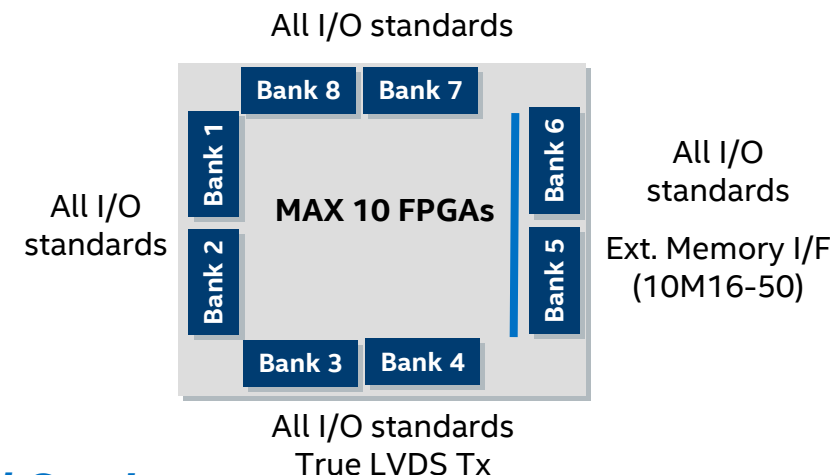 All I/O standards
Bank 8
Bank 7
Bank 1
Bank 6
All I/O
standards
MAX 10 FPGAs
All I/O
standards
Bank 2
Bank 5
Ext. Memory I/F
(10M16-50)
Bank 3
Bank 4
All I/O standards
True LVDS Tx